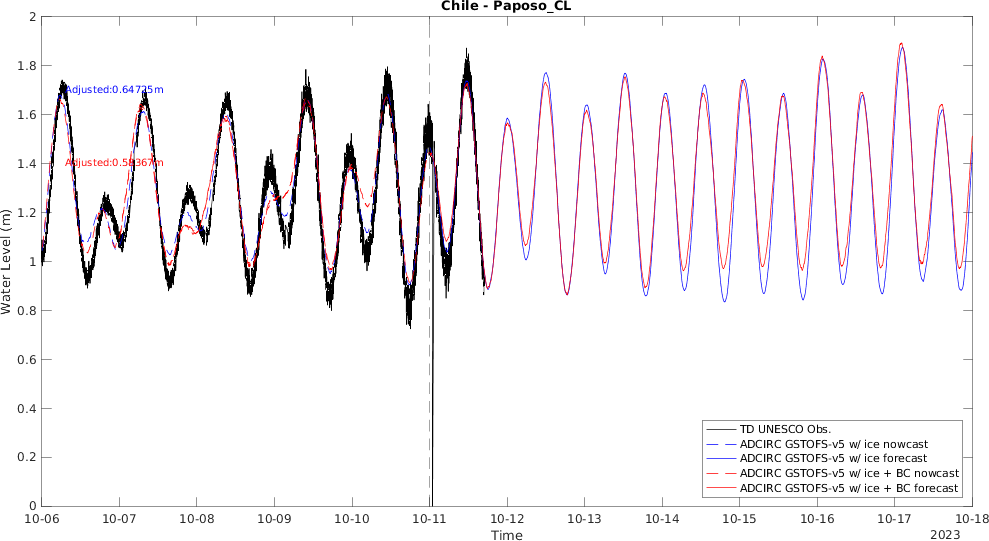 Chile - Paposo_CL
2
1.8
1.6
1.4
1.2
1
0.8
0.6
0.4
0.2
0
Water Level (m)
Adjusted:0.64725m
Adjusted:0.58367m
TD UNESCO Obs.
ADCIRC GSTOFS-v5 w/ ice nowcast
ADCIRC GSTOFS-v5 w/ ice forecast
ADCIRC GSTOFS-v5 w/ ice + BC nowcast
ADCIRC GSTOFS-v5 w/ ice + BC forecast
10-06 10-07 10-08 10-09 10-10 10-11 10-12 10-13 10-14 10-15 10-16 10-17 10-18
Time
2023